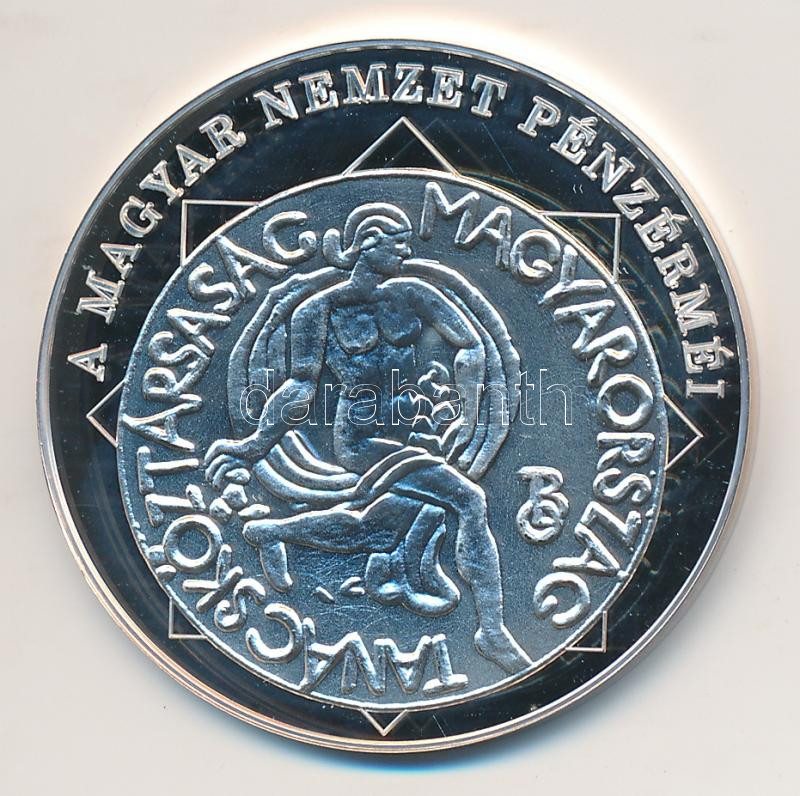 A MAGYAR NEMZET PÉNZÉRMÉI
MAGYARORSZÁG
TANÁCSKÖZTÁRSASÁG
darabanth